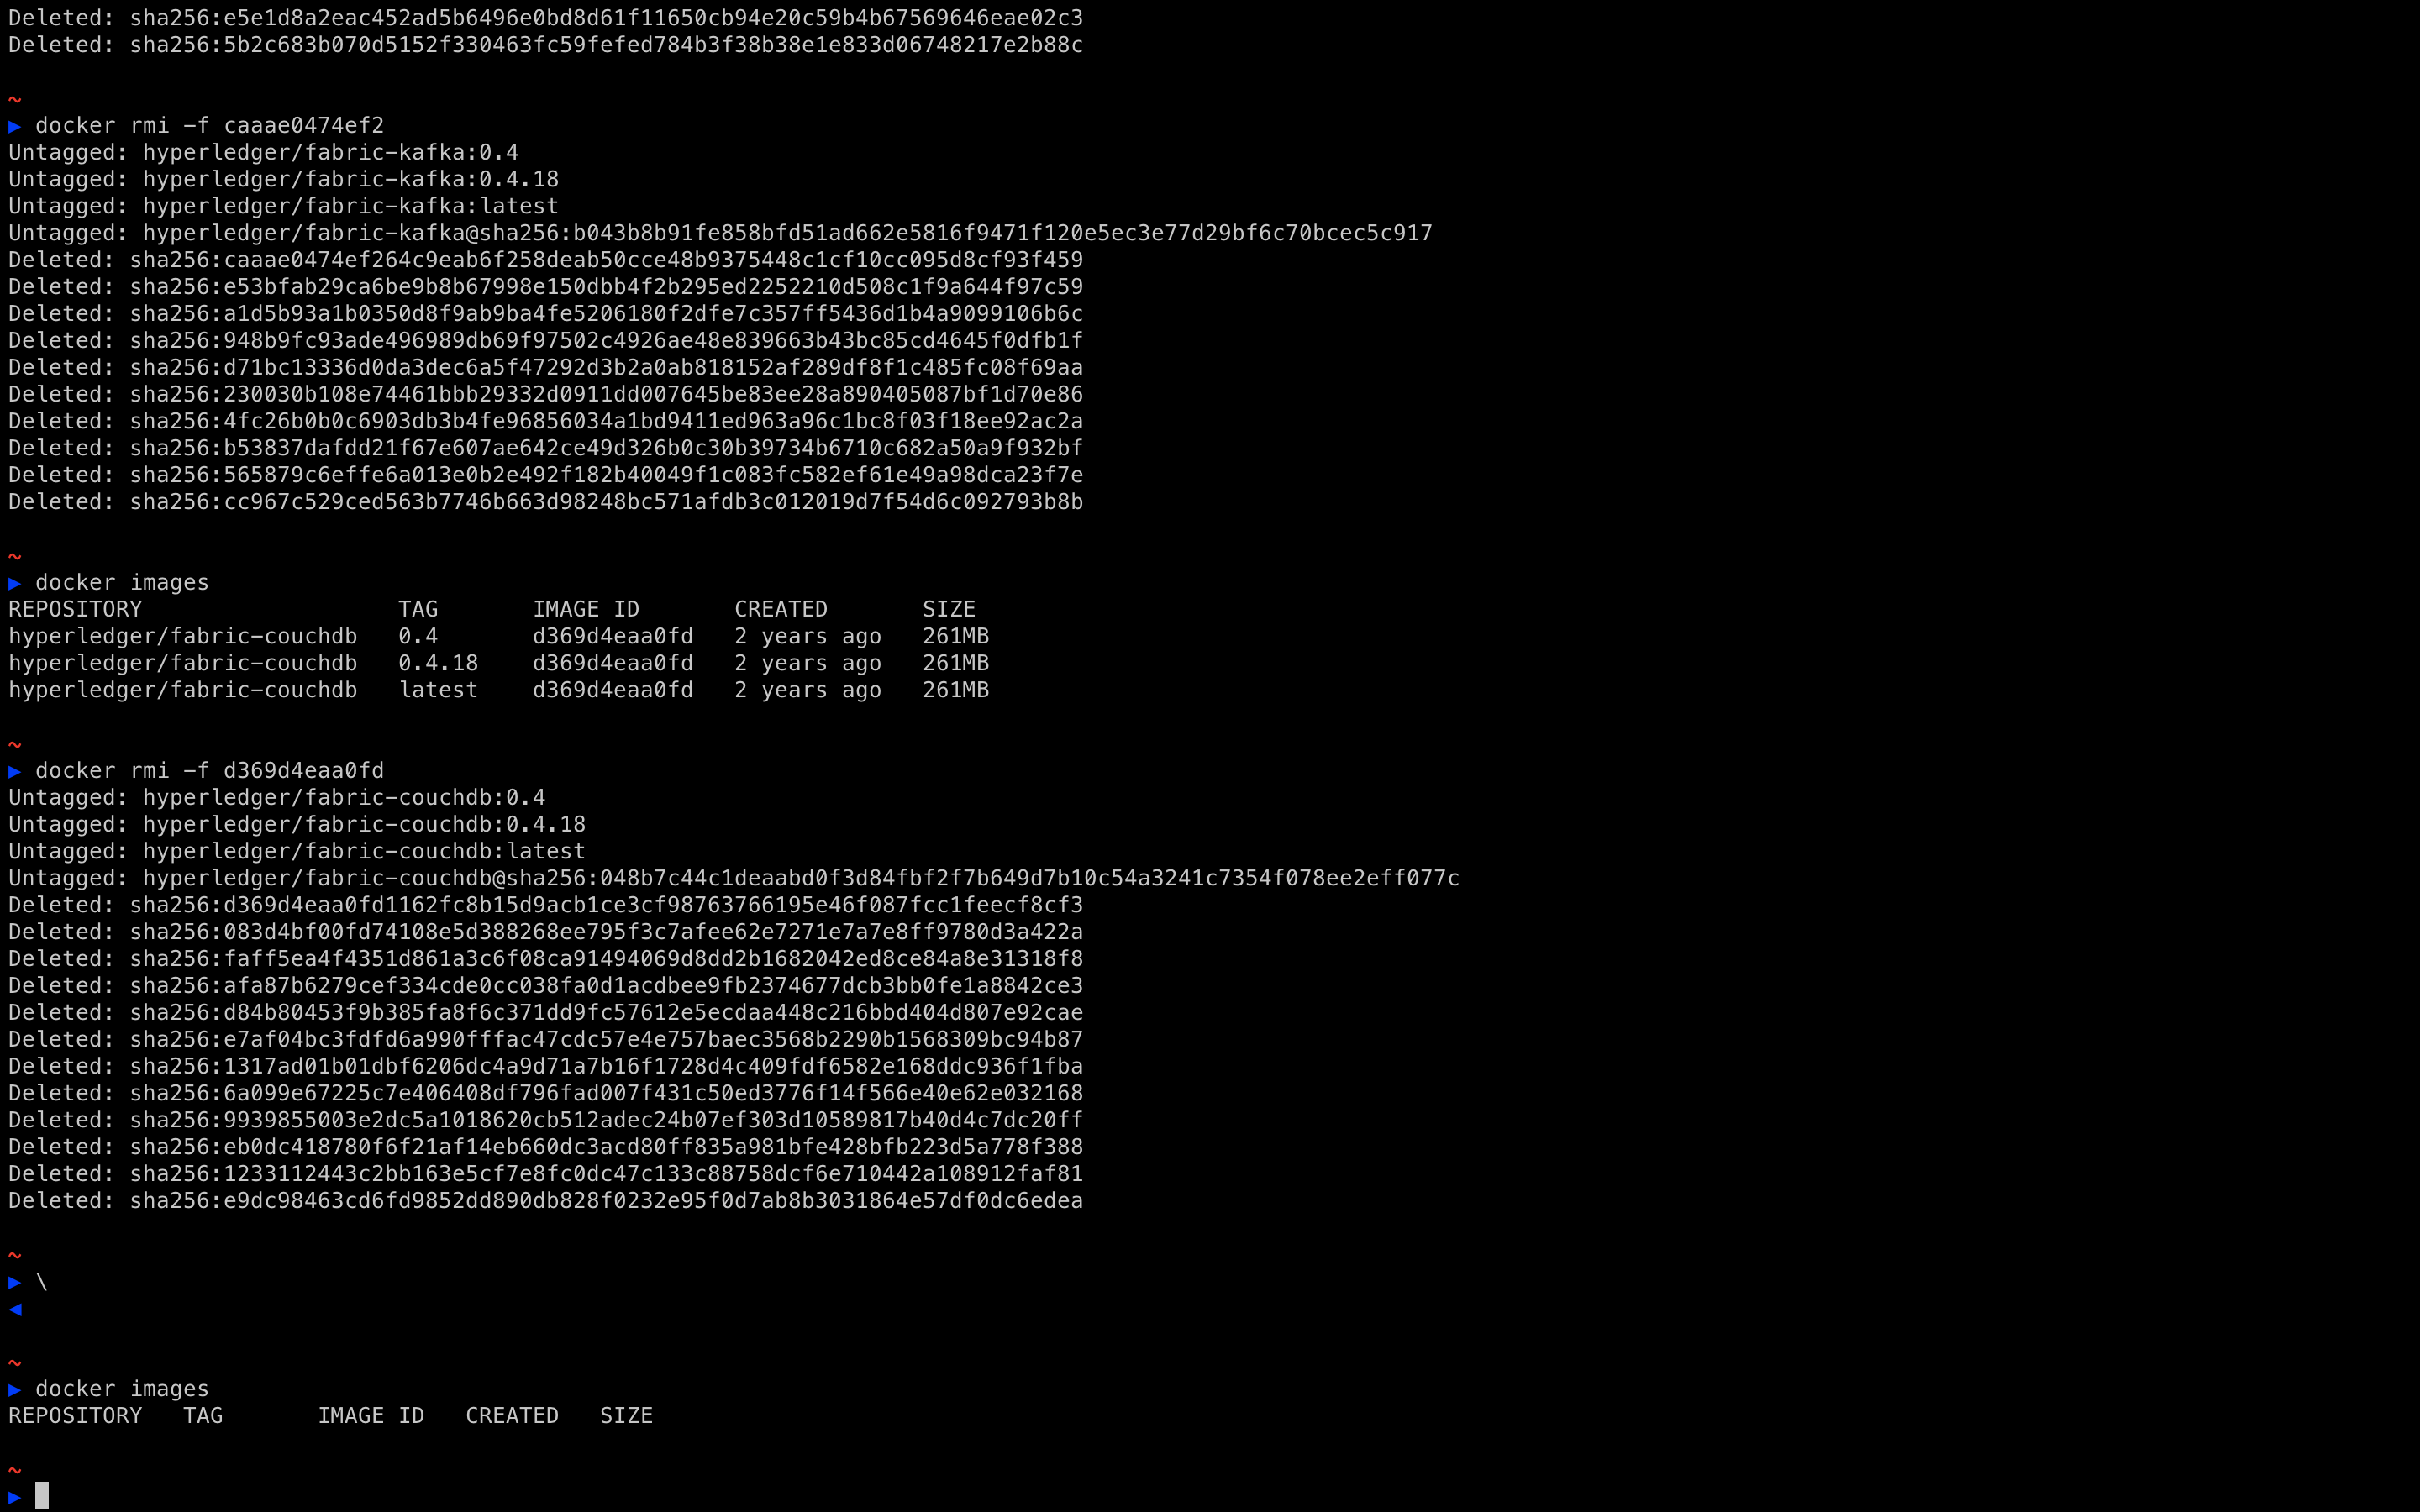 Deleted: sha256:e5e1d8a2eac452ad5b6496e0bd8d61f11650cb94e20c59b4b67569646eae02c3
Deleted: sha256:5b2c683b070d5152f330463fc59fefed784b3f38b38e1e833d06748217e2b88c
~
▶ docker rmi -f caaae0474ef2
Untagged: hyperledger/fabric-kafka:0.4
Untagged: hyperledger/fabric-kafka:0.4.18
Untagged: hyperledger/fabric-kafka:latest
Untagged: hyperledger/fabric-kafka@sha256:b043b8b91fe858bfd51ad662e5816f9471f120e5ec3e77d29bf6c70bcec5c917
Deleted: sha256:caaae0474ef264c9eab6f258deab50cce48b9375448c1cf10cc095d8cf93f459
Deleted: sha256:e53bfab29ca6be9b8b67998e150dbb4f2b295ed2252210d508c1f9a644f97c59
Deleted: sha256:a1d5b93a1b0350d8f9ab9ba4fe5206180f2dfe7c357ff5436d1b4a9099106b6c
Deleted: sha256:948b9fc93ade496989db69f97502c4926ae48e839663b43bc85cd4645f0dfb1f
Deleted: sha256:d71bc13336d0da3dec6a5f47292d3b2a0ab818152af289df8f1c485fc08f69aa
Deleted: sha256:230030b108e74461bbb29332d0911dd007645be83ee28a890405087bf1d70e86
Deleted: sha256:4fc26b0b0c6903db3b4fe96856034a1bd9411ed963a96c1bc8f03f18ee92ac2a
Deleted: sha256:b53837dafdd21f67e607ae642ce49d326b0c30b39734b6710c682a50a9f932bf
Deleted: sha256:565879c6effe6a013e0b2e492f182b40049f1c083fc582ef61e49a98dca23f7e
Deleted: sha256:cc967c529ced563b7746b663d98248bc571afdb3c012019d7f54d6c092793b8b
~
▶ docker images
REPOSITORY TAG IMAGE ID CREATED SIZE
hyperledger/fabric-couchdb 0.4 d369d4eaa0fd 2 years ago 261MB
hyperledger/fabric-couchdb 0.4.18 d369d4eaa0fd 2 years ago 261MB
hyperledger/fabric-couchdb latest d369d4eaa0fd 2 years ago 261MB
~
▶ docker rmi -f d369d4eaa0fd
Untagged: hyperledger/fabric-couchdb:0.4
Untagged: hyperledger/fabric-couchdb:0.4.18
Untagged: hyperledger/fabric-couchdb:latest
Untagged: hyperledger/fabric-couchdb@sha256:048b7c44c1deaabd0f3d84fbf2f7b649d7b10c54a3241c7354f078ee2eff077c
Deleted: sha256:d369d4eaa0fd1162fc8b15d9acb1ce3cf98763766195e46f087fcc1feecf8cf3
Deleted: sha256:083d4bf00fd74108e5d388268ee795f3c7afee62e7271e7a7e8ff9780d3a422a
Deleted: sha256:faff5ea4f4351d861a3c6f08ca91494069d8dd2b1682042ed8ce84a8e31318f8
Deleted: sha256:afa87b6279cef334cde0cc038fa0d1acdbee9fb2374677dcb3bb0fe1a8842ce3
Deleted: sha256:d84b80453f9b385fa8f6c371dd9fc57612e5ecdaa448c216bbd404d807e92cae
Deleted: sha256:e7af04bc3fdfd6a990fffac47cdc57e4e757baec3568b2290b1568309bc94b87
Deleted: sha256:1317ad01b01dbf6206dc4a9d71a7b16f1728d4c409fdf6582e168ddc936f1fba
Deleted: sha256:6a099e67225c7e406408df796fad007f431c50ed3776f14f566e40e62e032168
Deleted: sha256:9939855003e2dc5a1018620cb512adec24b07ef303d10589817b40d4c7dc20ff
Deleted: sha256:eb0dc418780f6f21af14eb660dc3acd80ff835a981bfe428bfb223d5a778f388
Deleted: sha256:1233112443c2bb163e5cf7e8fc0dc47c133c88758dcf6e710442a108912faf81
Deleted: sha256:e9dc98463cd6fd9852dd890db828f0232e95f0d7ab8b3031864e57df0dc6edea
~
▶ \
◀
~
▶ docker images
REPOSITORY TAG IMAGE ID CREATED SIZE
~
▶